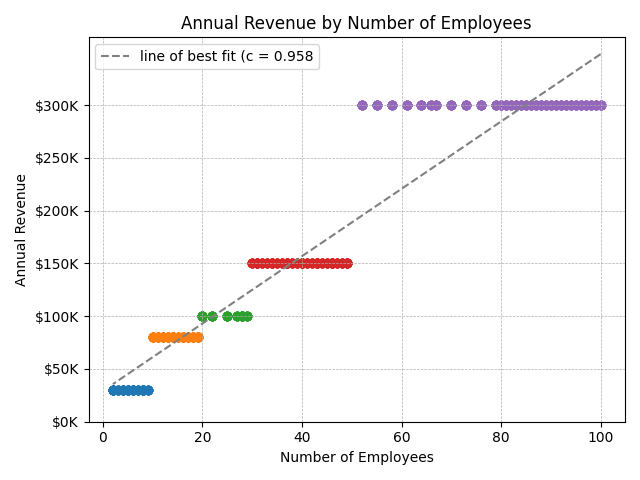 Annual Revenue by Number of Employees
line of best fit (c = 0.958
$300K
$250K
$200K
$150K
$100K
$50K
$0K
Annual Revenue
0 20 40 60 80 100
Number of Employees